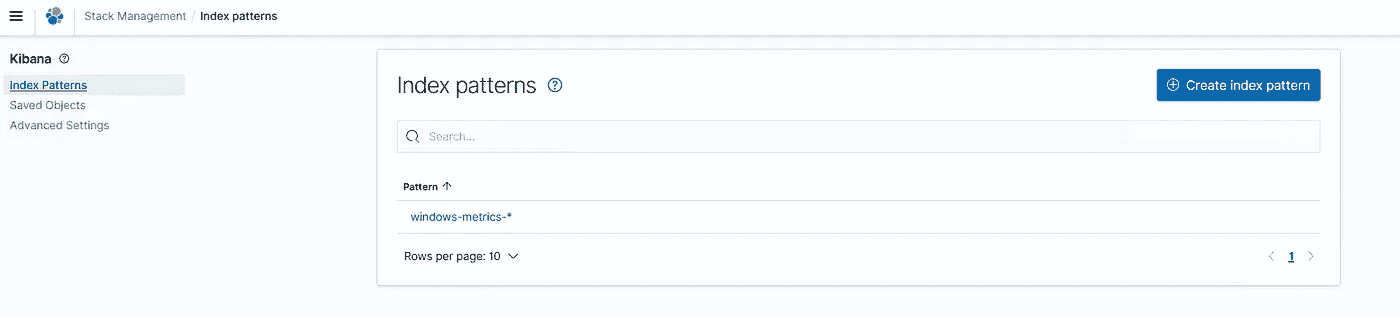 Stack Management / Index patterns
Kibana
Index Patterns
Saved Objects
Advanced Settings
Index patterns
Create index pattern
Search...
Pattern
windows-metrics-*
Rows per page: 10
1